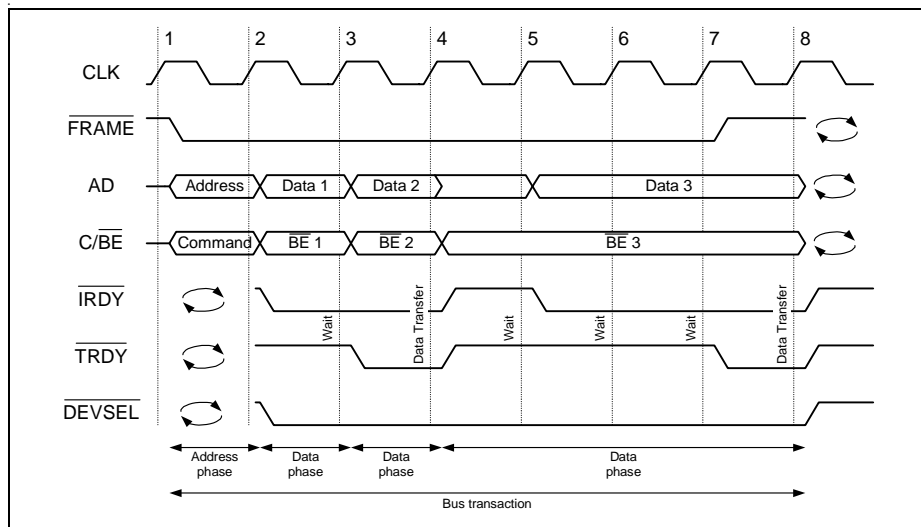 1 2 3 4 5 6 7 8
CLK
FRAME
AD Address Data 1 Data 2 Data 3
C/BE Command BE 1 BE 2 BE 3
IRDY
Wait Data Transfer Wait Wait Wait Data Transfer
TRDY
DEVSEL
Address phase Data phase Data phase Data phase
Bus transaction